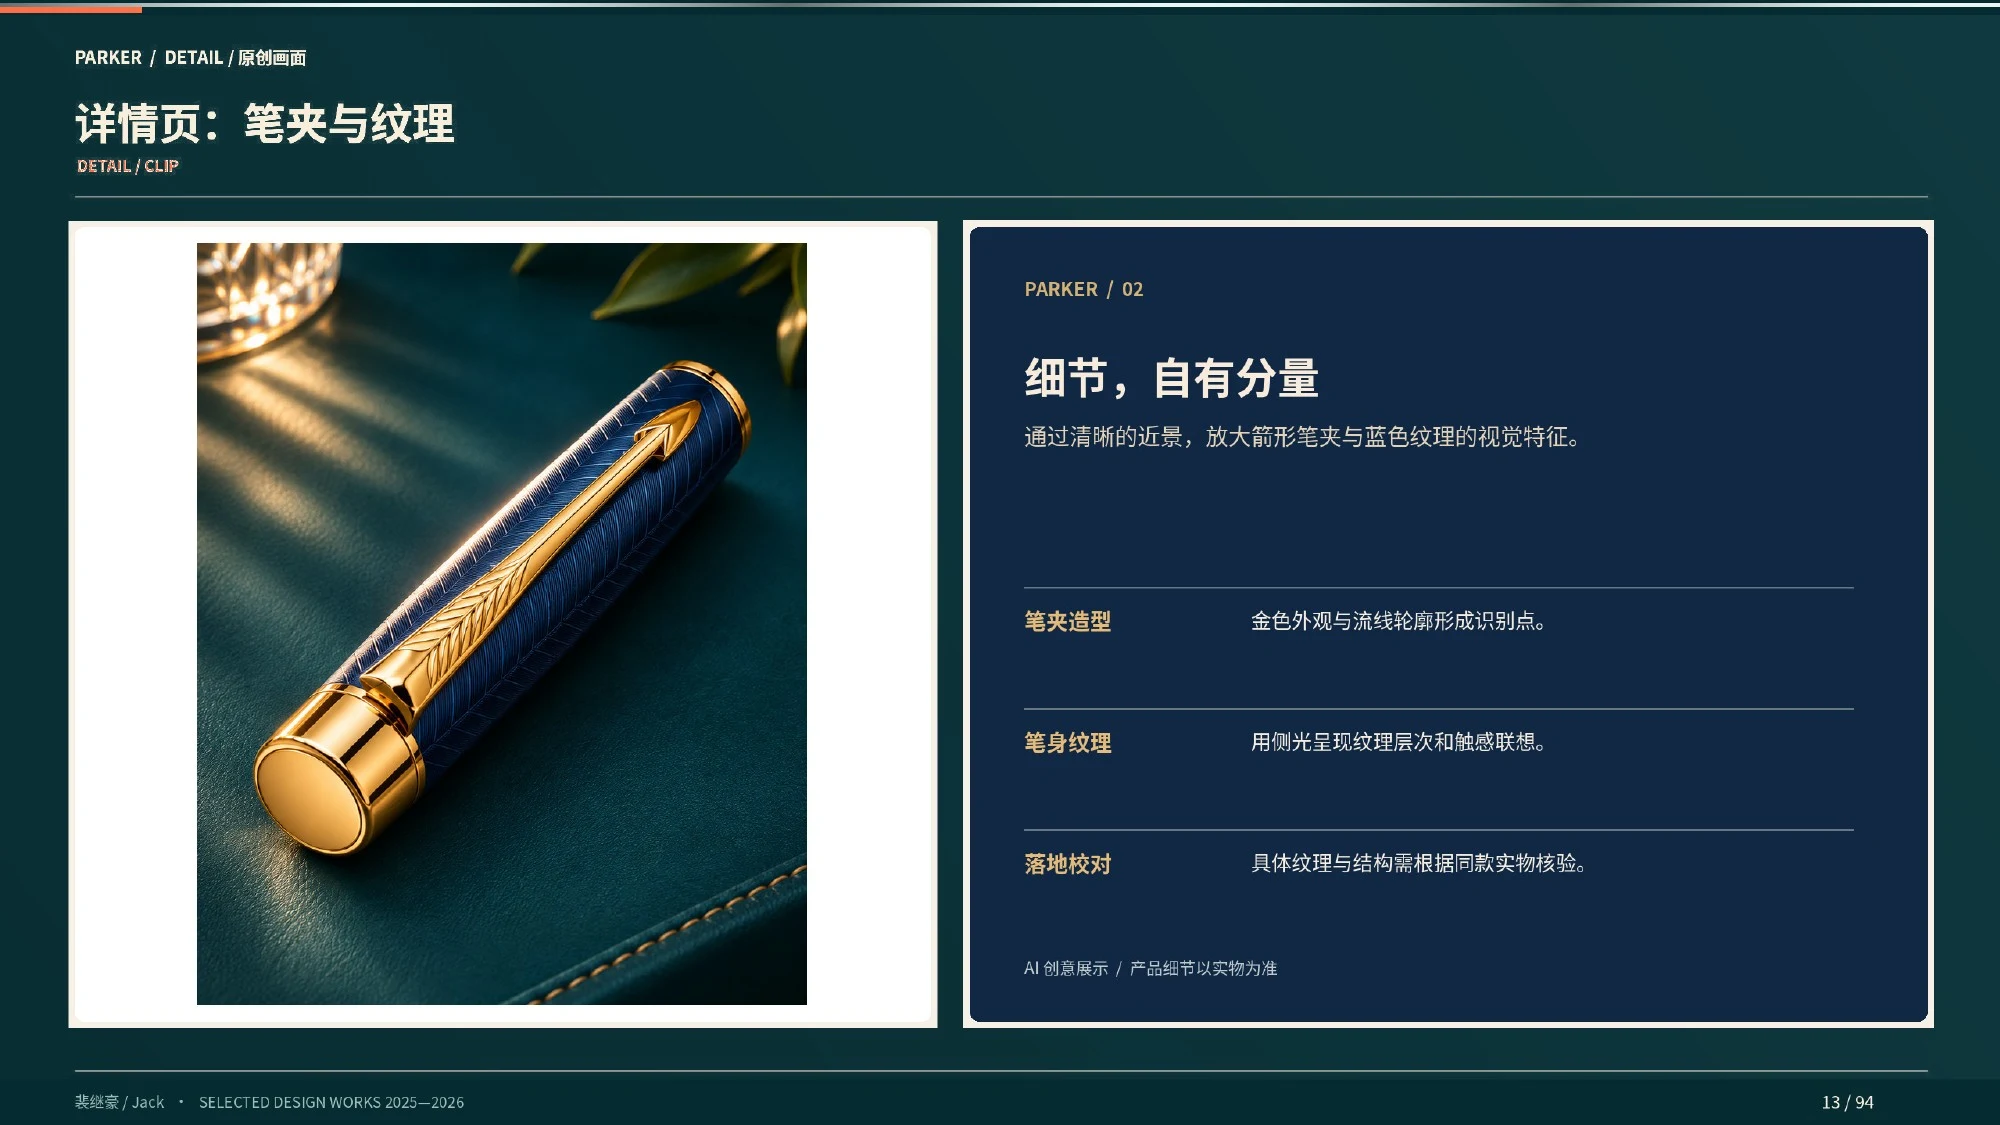 PARKER / DETAIL / 原创画面
详情页：笔夹与纹理
DETAIL / CLIP
PARKER / 02
细节，自有分量
通过清晰的近景，放大箭形笔夹与蓝色纹理的视觉特征。
笔夹造型 金色外观与流线轮廓形成识别点。
笔身纹理 用侧光呈现纹理层次和触感联想。
落地校对 具体纹理与结构需根据同款实物核验。
AI 创意展示 / 产品细节以实物为准
裴继豪 / Jack • SELECTED DESIGN WORKS 2025—2026
13 / 94